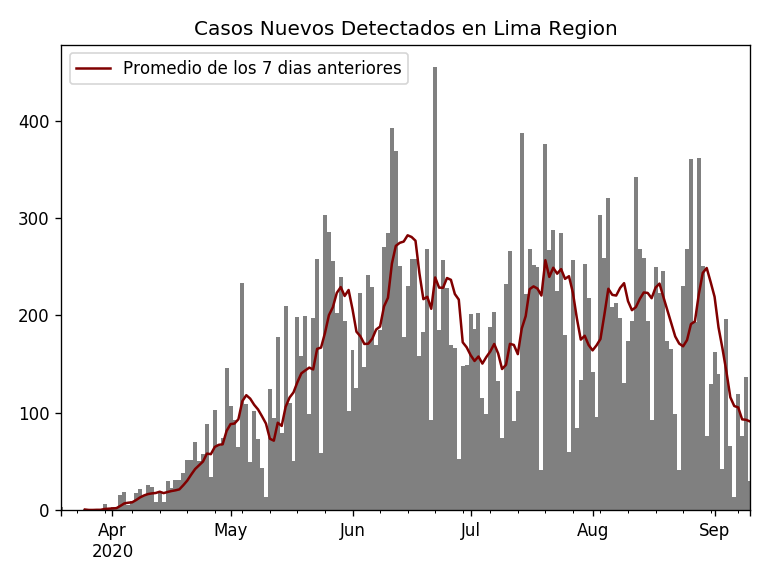 Casos Nuevos Detectados en Lima Region
Promedio de los 7 dias anteriores
400
300
200
100
0
Apr May Jun Jul Aug Sep
2020